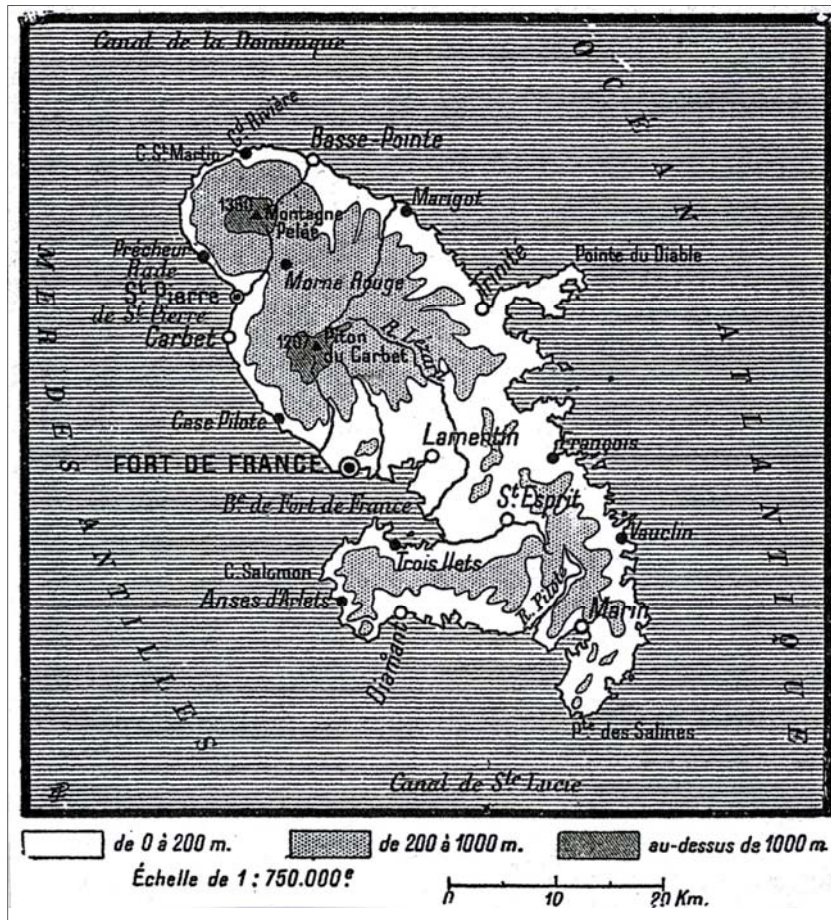 Canal de la Dominique
OCÉAN ATLANTIQUE
MER DES ANTILLES
Gd. Rivière
C. St Martin
Basse-Pointe
Marigot
Montagne
Pelée
Prêcheur
Rade
de St Pierre
St Pierre
Morne Rouge
Trinité
Pointe du Diable
Carbet
1207
Piton
du Carbet
R. Lézard
Case Pilote
Lamentin
François
FORT-DE-FRANCE
Be de Fort de France
St Esprit
Vauclin
Trois Ilets
C. Salomon
Anses d'Arlets
R. Pilote
Marin
Diamant
Pte des Salines
Canal de Ste Lucie
de 0 à 200 m.
de 200 à 1000 m.
au-dessus de 1000 m.
Échelle de 1 : 750.000e
0 10 20 Km.